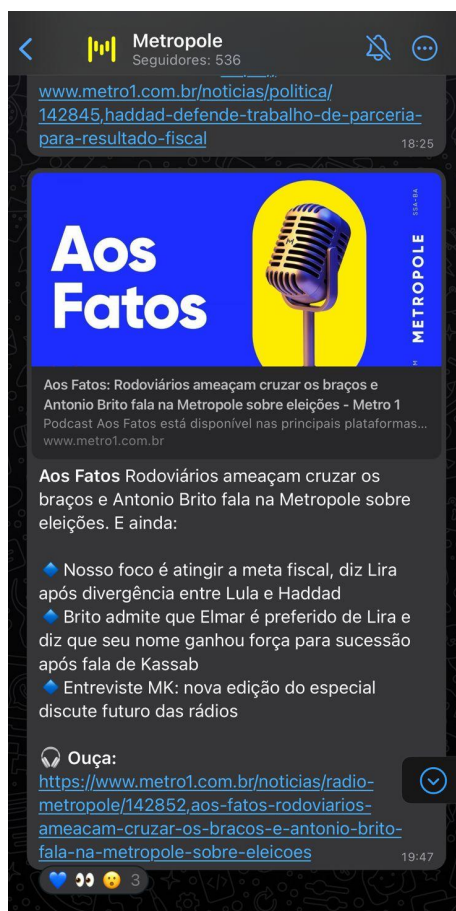 Metropole
Seguidores: 536
www.metro1.com.br/noticias/politica/
142845,haddad-defende-trabalho-de-parceria-
para-resultado-fiscal
18:25
Aos
Fatos
METROPOLE
SSA-BA
M
Aos Fatos: Rodoviários ameaçam cruzar os braços e
Antonio Brito fala na Metropole sobre eleições - Metro 1
Podcast Aos Fatos está disponível nas principais plataformas...
www.metro1.com.br
Aos Fatos Rodoviários ameaçam cruzar os
braços e Antonio Brito fala na Metropole sobre
eleições. E ainda:
🔹Nosso foco é atingir a meta fiscal, diz Lira
após divergência entre Lula e Haddad
🔹Brito admite que Elmar é preferido de Lira e
diz que seu nome ganhou força para sucessão
após fala de Kassab
🔹Entreviste MK: nova edição do especial
discute futuro das rádios
🎧 Ouça:
https://www.metro1.com.br/noticias/radio-
metropole/142852,aos-fatos-rodoviarios-
ameacam-cruzar-os-bracos-e-antonio-brito-
fala-na-metropole-sobre-eleicoes
19:47
💙 👀 😮 3